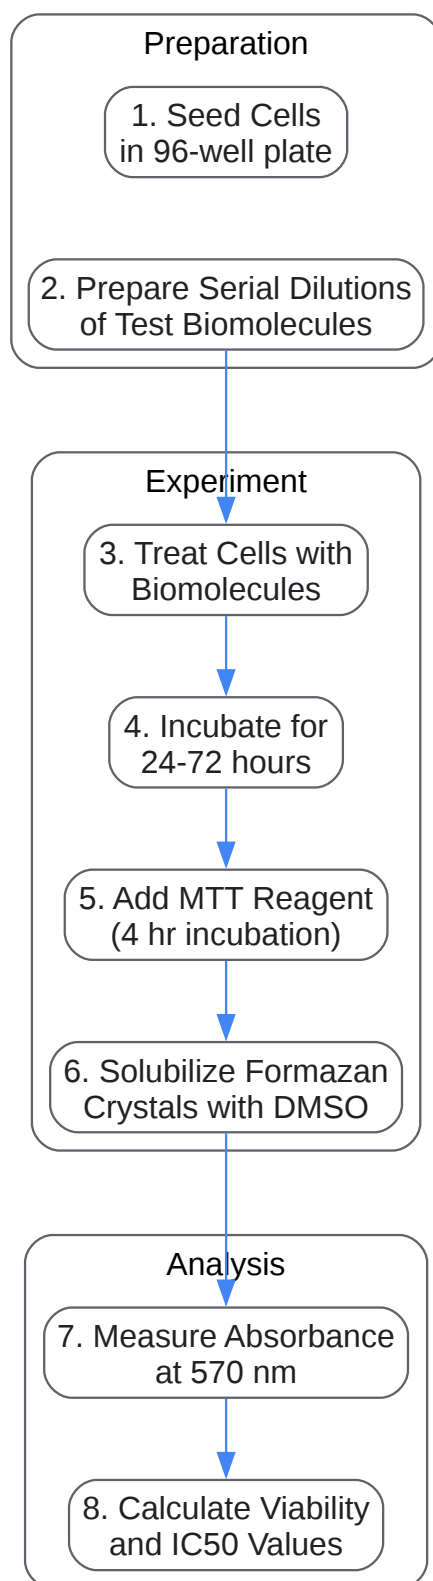 Preparation
1. Seed Cells
in 96-well plate
2. Prepare Serial Dilutions
of Test Biomolecules
Experiment
3. Treat Cells with
Biomolecules
4. Incubate for
24-72 hours
5. Add MTT Reagent
(4 hr incubation)
6. Solubilize Formazan
Crystals with DMSO
Analysis
7. Measure Absorbance
at 570 nm
8. Calculate Viability
and IC50 Values